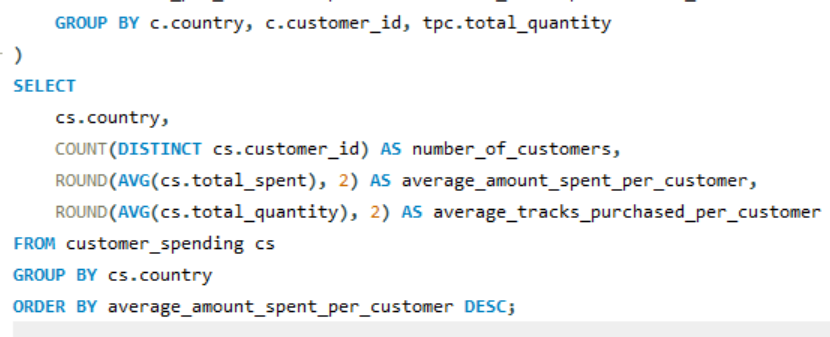 GROUP BY c.country, c.customer_id, tpc.total_quantity
)
SELECT
cs.country,
COUNT(DISTINCT cs.customer_id) AS number_of_customers,
ROUND(AVG(cs.total_spent), 2) AS average_amount_spent_per_customer,
ROUND(AVG(cs.total_quantity), 2) AS average_tracks_purchased_per_customer
FROM customer_spending cs
GROUP BY cs.country
ORDER BY average_amount_spent_per_customer DESC;